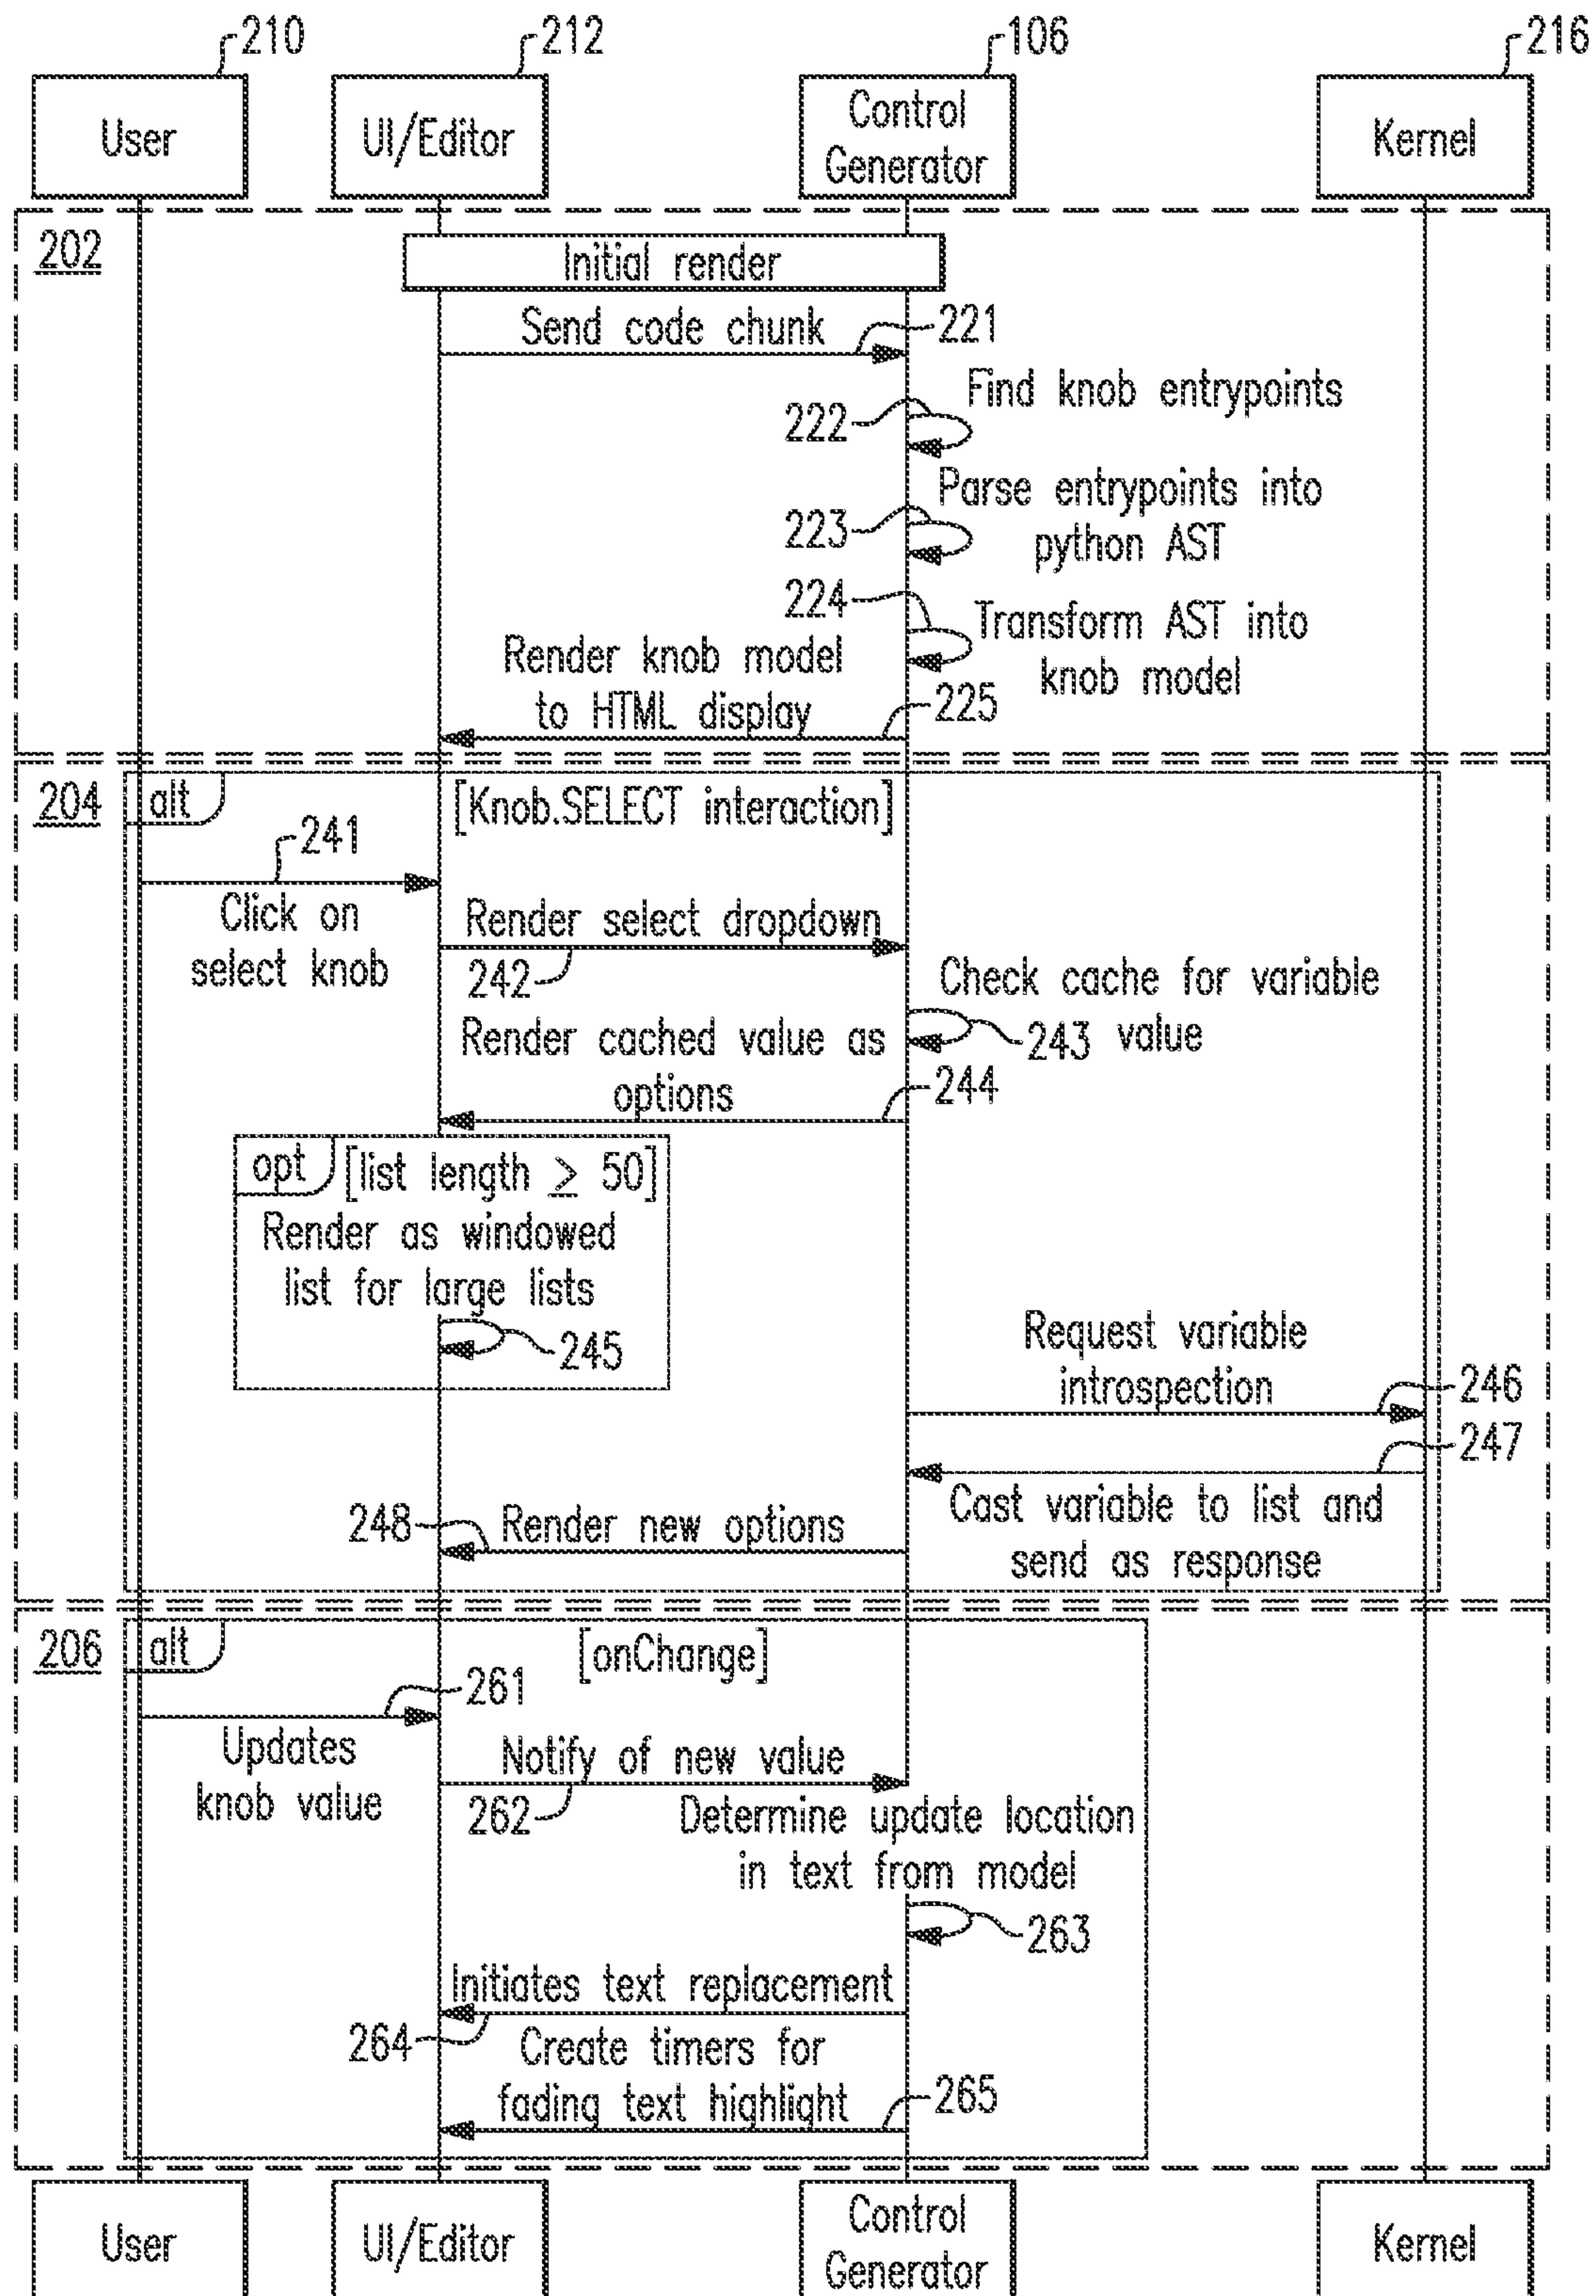 210
212
106
216
User
UI/Editor
Control
Generator
Kernel
202
Initial render
Send code chunk
221
Find knob entrypoints
222
Parse entrypoints into
python AST
223
224
Transform AST into
knob model
Render knob model
to HTML display
225
204
alt
[Knob.SELECT interaction]
241
Click on
select knob
Render select dropdown
242
Check cache for variable
value
243
Render cached value as
options
244
opt
[list length ≥ 50]
Render as windowed
list for large lists
245
Request variable
introspection
246
247
Cast variable to list and
send as response
248
Render new options
206
alt
[onChange]
261
Updates
knob value
Notify of new value
262
Determine update location
in text from model
263
Initiates text replacement
264
Create timers for
fading text highlight
265
User
UI/Editor
Control
Generator
Kernel